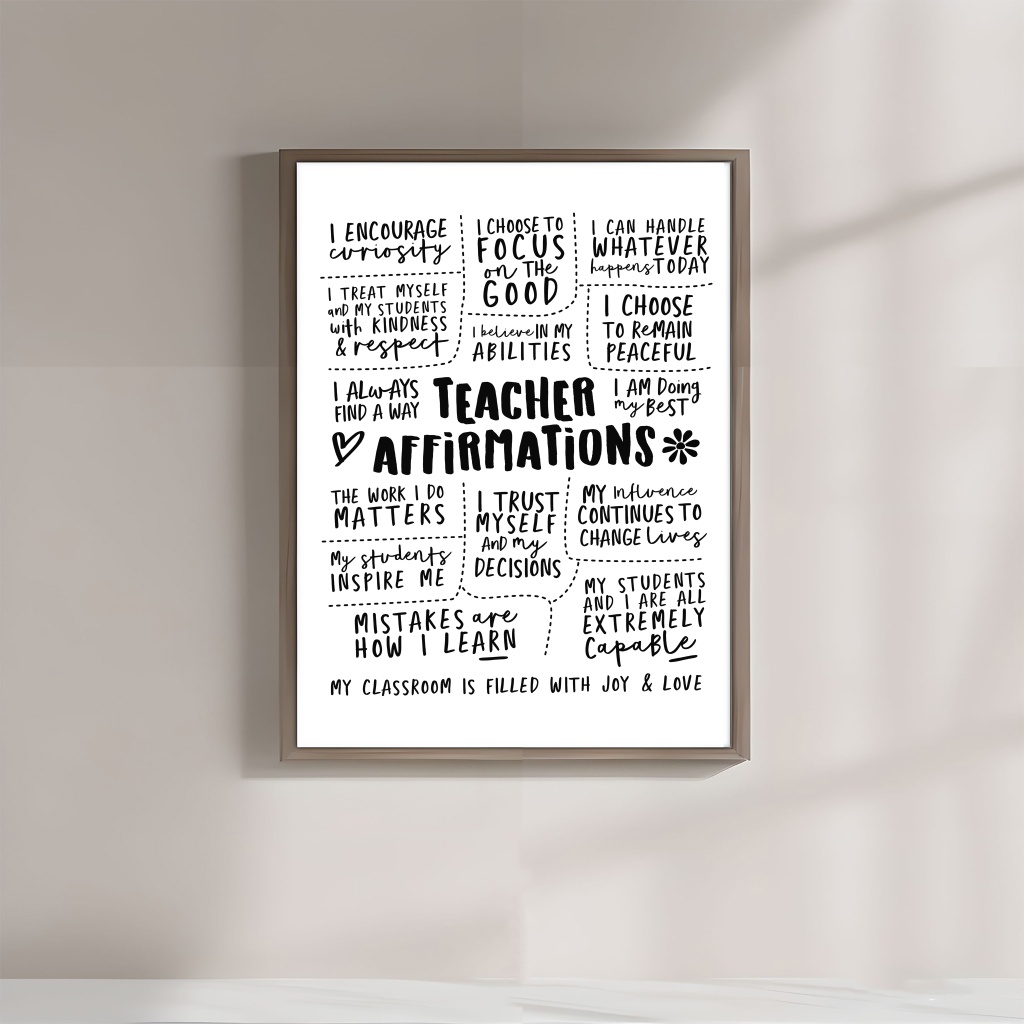 I ENCOURAGE
curiosity
I CHOOSE TO
FOCUS
on THe
GOOD
I CAN HANDLE
WHATEVER
happens TODAY
I TREAT MYSELF
anD MY STUDENTS
with KINDNESS
& respect
I believe IN MY
ABILITIES
I CHOOSE
TO ReMAIN
PEACEFUL
I ALwAYS
FIND A WAY
TEACHER
AFFiRMATiONS
I AM Doing
my BeST
THE WORK I DO
MATTERS
I TRUST
MYSELF
AnD my
DECISIONS
MY Influence
CONTINUES TO
CHANGE lives
My students
INSPIRE ME
MY STUDENTS
AND I ARE ALL
EXTREMELY
CapaBLe
MISTAKES are
HOW I LEARN
MY CLASSROOM IS FILLED WITH JOY & LOVE